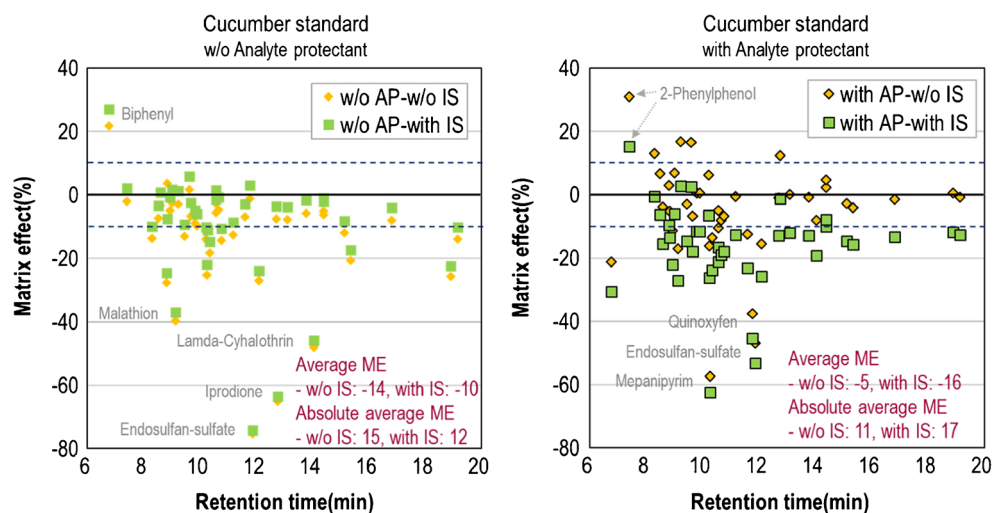 Cucumber standard
w/o Analyte protectant
Matrix effect(%)
40
20
0
-20
-40
-60
-80
w/o AP-w/o IS
w/o AP-with IS
Biphenyl
Malathion
Lamda-Cyhalothrin
Iprodione
Endosulfan-sulfate
Average ME
- w/o IS: -14, with IS: -10
Absolute average ME
- w/o IS: 15, with IS: 12
6 8 10 12 14 16 18 20
Retention time(min)
Cucumber standard
with Analyte protectant
Matrix effect(%)
40
20
0
-20
-40
-60
-80
with AP-w/o IS
with AP-with IS
2-Phenylphenol
Quinoxyfen
Endosulfan-sulfate
Mepanipyrim
Average ME
- w/o IS: -5, with IS: -16
Absolute average ME
- w/o IS: 11, with IS: 17
6 8 10 12 14 16 18 20
Retention time(min)